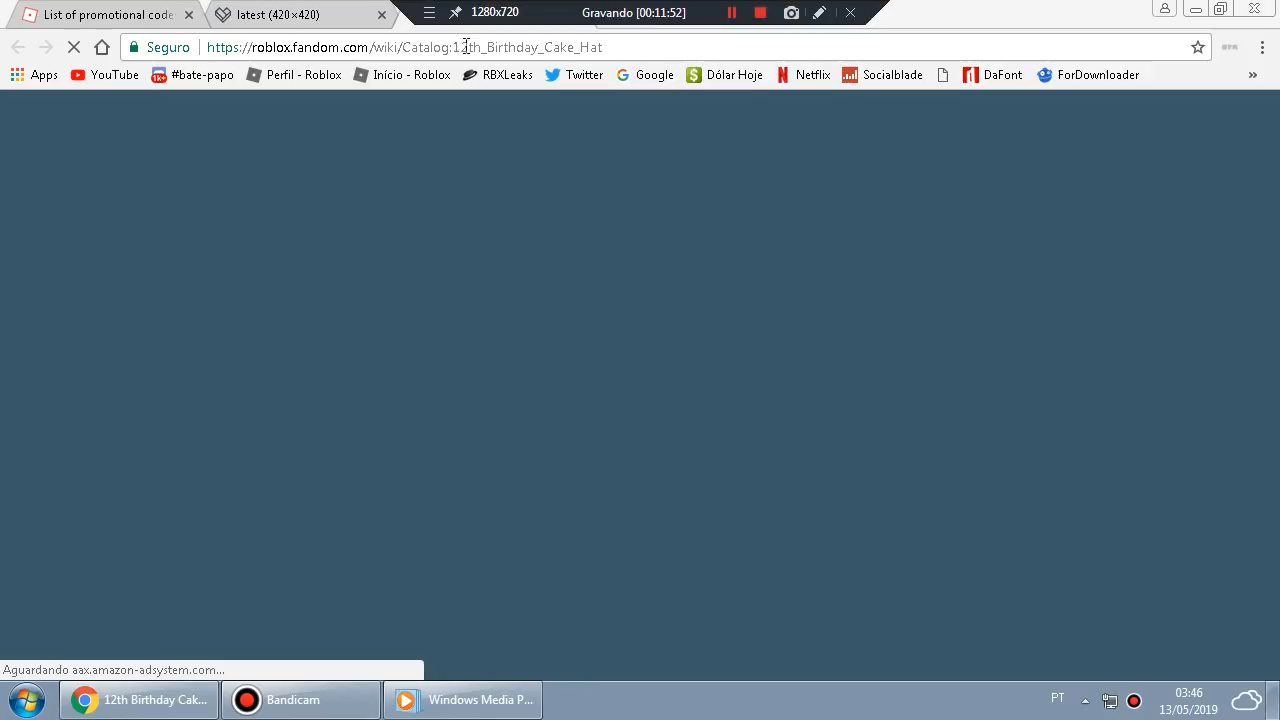 list of promotional code
latest (420×420)
1280x720
Gravando [00:11:52]
Seguro
https://roblox.fandom.com/wiki/Catalog:12th_Birthday_Cake_Hat
Apps
YouTube
#bate-papo
Perfil - Roblox
Início - Roblox
RBXLeaks
Twitter
Google
Dólar Hoje
Netflix
Socialblade
DaFont
ForDownloader
»
Aguardando aax.amazon-adsystem.com...
12th Birthday Cak...
Bandicam
Windows Media P...
PT
03:46
13/05/2019